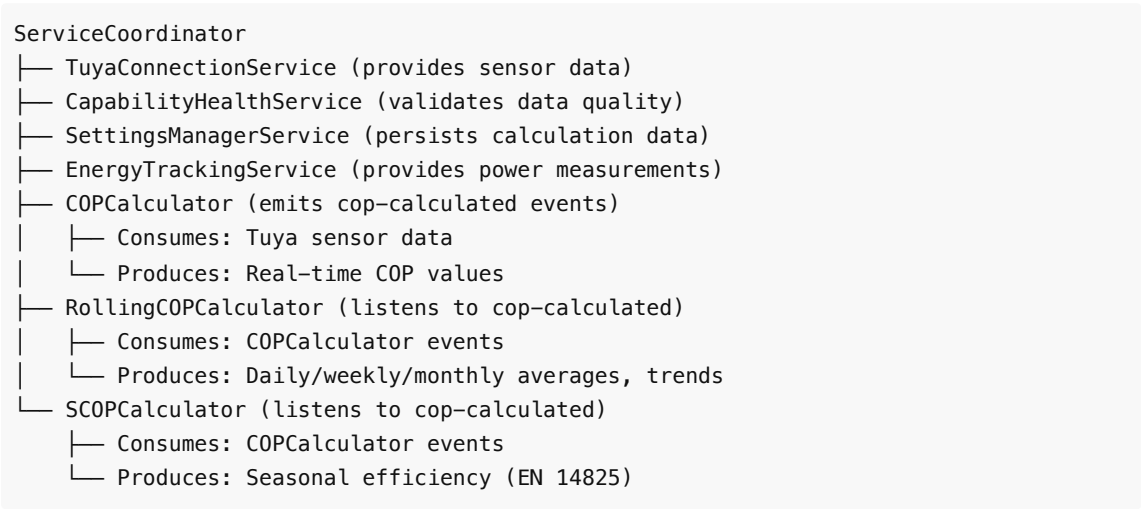 ServiceCoordinator
├── TuyaConnectionService (provides sensor data)
├── CapabilityHealthService (validates data quality)
├── SettingsManagerService (persists calculation data)
├── EnergyTrackingService (provides power measurements)
├── COPCalculator (emits cop-calculated events)
│   ├── Consumes: Tuya sensor data
│   └── Produces: Real-time COP values
├── RollingCOPCalculator (listens to cop-calculated)
│   ├── Consumes: COPCalculator events
│   └── Produces: Daily/weekly/monthly averages, trends
└── SCOPCalculator (listens to cop-calculated)
    ├── Consumes: COPCalculator events
    └── Produces: Seasonal efficiency (EN 14825)